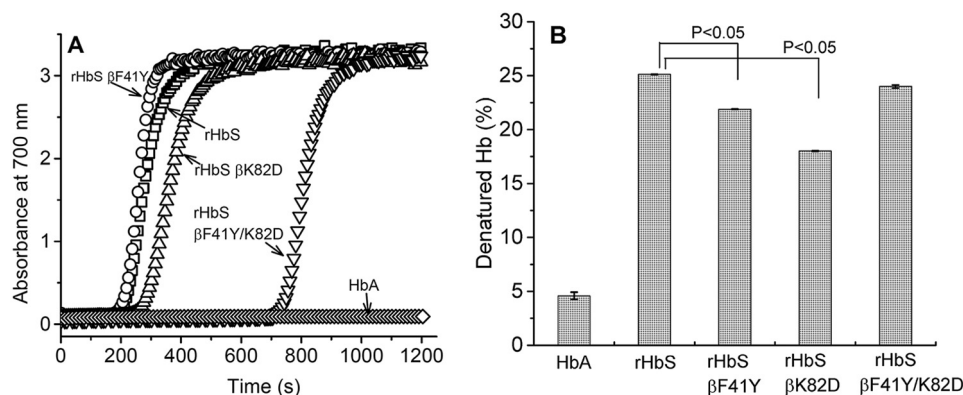 A
rHbS βF41Y
rHbS
rHbS βK82D
rHbS
βF41Y/K82D
HbA
Absorbance at 700 nm
3
2
1
0
0 200 400 600 800 1000 1200
Time (s)
B
P<0.05
P<0.05
Denatured Hb (%)
30
25
20
15
10
5
0
HbA rHbS rHbS rHbS rHbS
βF41Y βK82D βF41Y/K82D